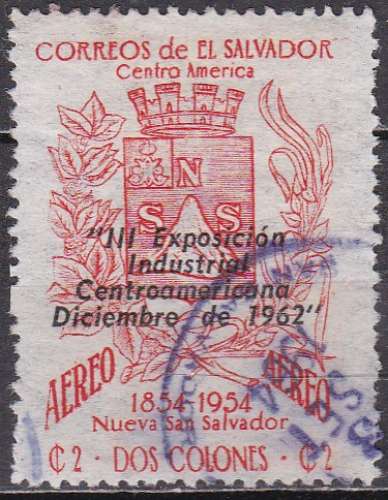 CORREOS de EL SALVADOR
Centro America
N
S S
"III Exposición
Industrial
Centroamericana
Diciembre de 1962"
AEREO AEREO
1854-1954
Nueva San Salvador
₡2 · DOS COLONES · ₡2